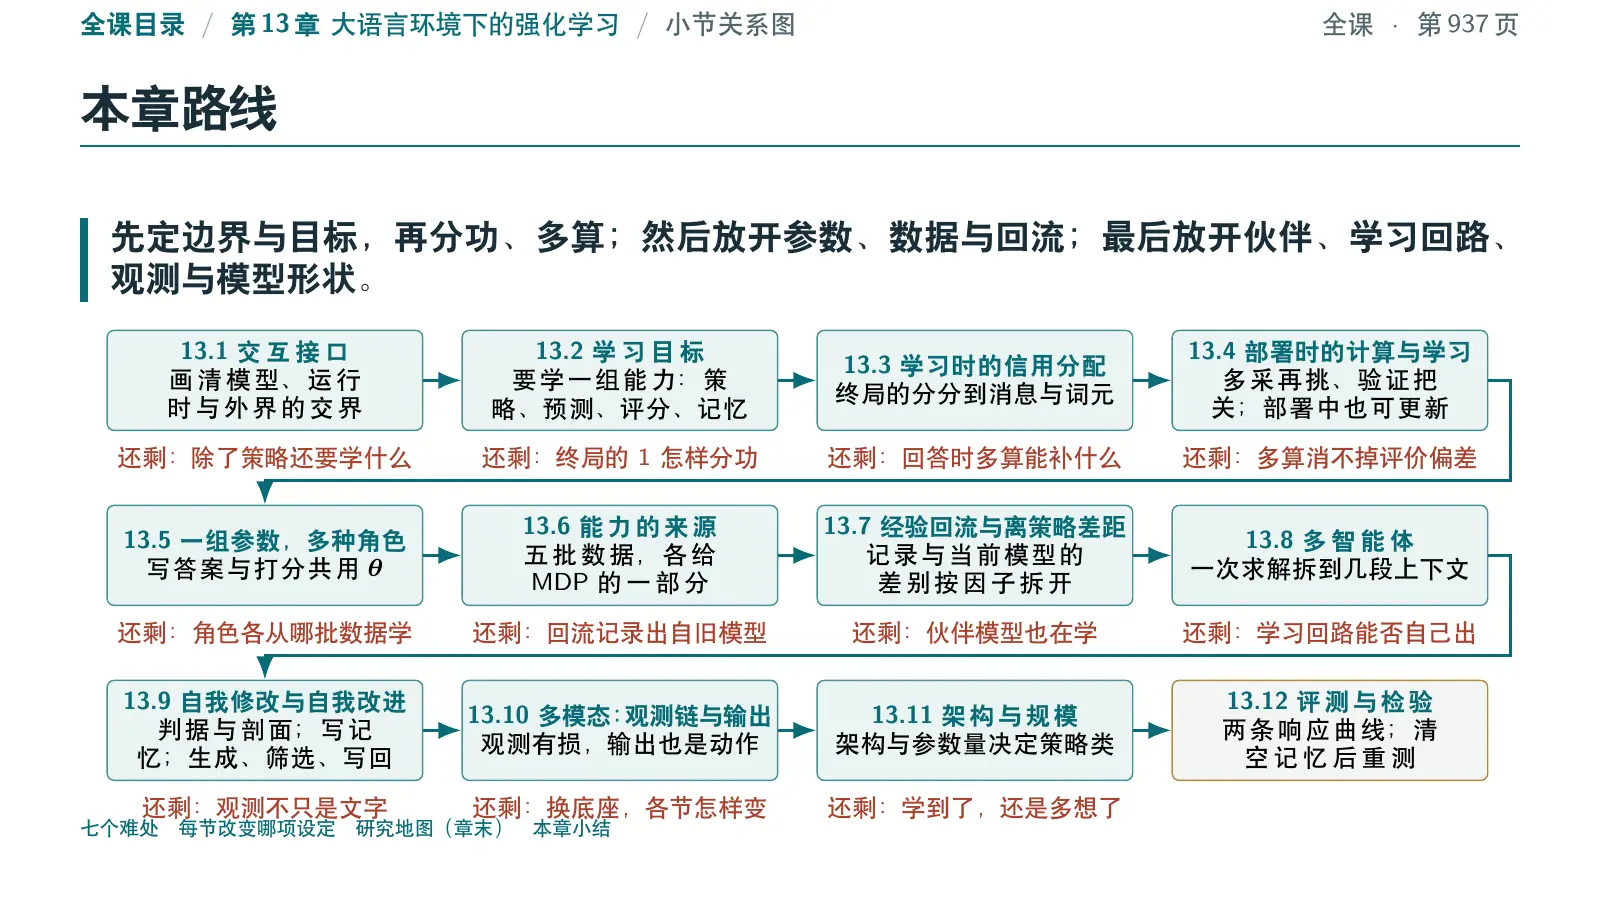 全课目录 / 第 13 章 大语言环境下的强化学习 / 小节关系图
全课 · 第 937 页
本章路线
先定边界与目标，再分功、多算；然后放开参数、数据与回流；最后放开伙伴、学习回路、
观测与模型形状。
13.1 交互接口
画清模型、运行
时与外界的交界
13.2 学习目标
要学一组能力：策
略、预测、评分、记忆
13.3 学习时的信用分配
终局的分分到消息与词元
13.4 部署时的计算与学习
多采再挑、验证把
关；部署中也可更新
还剩：除了策略还要学什么
还剩：终局的 1 怎样分功
还剩：回答时多算能补什么
还剩：多算消不掉评价偏差
13.5 一组参数，多种角色
写答案与打分共用 θ
13.6 能力的来源
五批数据，各给
MDP 的一部分
13.7 经验回流与离策略差距
记录与当前模型的
差别按因子拆开
13.8 多智能体
一次求解拆到几段上下文
还剩：角色各从哪批数据学
还剩：回流记录出自旧模型
还剩：伙伴模型也在学
还剩：学习回路能否自己出
13.9 自我修改与自我改进
判据与剖面；写记
忆；生成、筛选、写回
13.10 多模态：观测链与输出
观测有损，输出也是动作
13.11 架构与规模
架构与参数量决定策略类
13.12 评测与检验
两条响应曲线；清
空记忆后重测
还剩：观测不只是文字
还剩：换底座，各节怎样变
还剩：学到了，还是多想了
七个难处 每节改变哪项设定 研究地图（章末） 本章小结